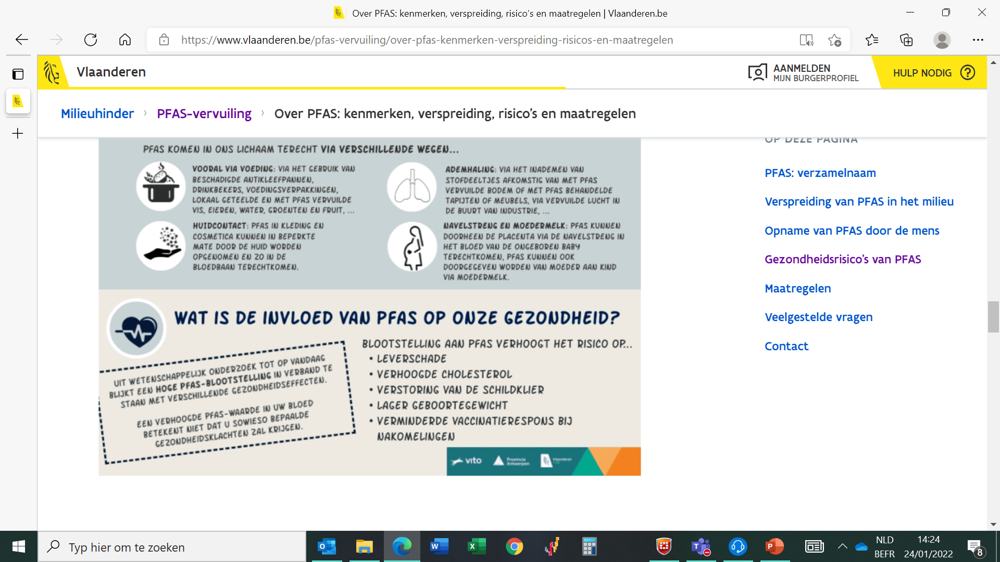 Over PFAS: kenmerken, verspreiding, risico's en maatregelen | Vlaanderen.be
https://www.vlaanderen.be/pfas-vervuiling/over-pfas-kenmerken-verspreiding-risicos-en-maatregelen
Vlaanderen
AANMELDEN
MIJN BURGERPROFIEL
HULP NODIG ?
Milieuhinder > PFAS-vervuiling > Over PFAS: kenmerken, verspreiding, risico's en maatregelen
PFAS KOMEN IN ONS LICHAAM TERECHT VIA VERSCHILLENDE WEGEN...
VOORAL VIA VOEDING: VIA HET GEBRUIK VAN
BESCHADIGDE ANTIKLEEFPANNEN,
DRINKBEKERS, VOEDINGSVERPAKKINGEN,
LOKAAL GETEELDE EN MET PFAS VERVUILDE
VIS, EIEREN, WATER, GROENTEN EN FRUIT, ...
ADEMHALING: VIA HET INADEMEN VAN
STOFDEELTJES AFKOMSTIG VAN MET PFAS
VERVUILDE BODEM OF MET PFAS BEHANDELDE
TAPIJTEN OF MEUBELS, VIA VERVUILDE LUCHT IN
DE BUURT VAN INDUSTRIE, ...
HUIDCONTACT: PFAS IN KLEDING EN
COSMETICA KUNNEN IN BEPERKTE
MATE DOOR DE HUID WORDEN
OPGENOMEN EN ZO IN DE
BLOEDBAAN TERECHTKOMEN.
NAVELSTRENG EN MOEDERMELK: PFAS KUNNEN
DOORHEEN DE PLACENTA VIA DE NAVELSTRENG IN
HET BLOED VAN DE ONGEBOREN BABY
TERECHTKOMEN, PFAS KUNNEN OOK
DOORGEGEVEN WORDEN VAN MOEDER AAN KIND
VIA MOEDERMELK.
WAT IS DE INVLOED VAN PFAS OP ONZE GEZONDHEID?
UIT WETENSCHAPPELIJK ONDERZOEK TOT OP VANDAAG
BLIJKT EEN HOGE PFAS-BLOOTSTELLING IN VERBAND TE
STAAN MET VERSCHILLENDE GEZONDHEIDSEFFECTEN.
EEN VERHOOGDE PFAS-WAARDE IN UW BLOED
BETEKENT NIET DAT U SOWIESO BEPAALDE
GEZONDHEIDSKLACHTEN ZAL KRIJGEN.
BLOOTSTELLING AAN PFAS VERHOOGT HET RISICO OP...
• LEVERSCHADE
• VERHOOGDE CHOLESTEROL
• VERSTORING VAN DE SCHILDKLIER
• LAGER GEBOORTEGEWICHT
• VERMINDERDE VACCINATIERESPONS BIJ
NAKOMELINGEN
vito
Provincie
Antwerpen
Vlaanderen
OP DEZE PAGINA
PFAS: verzamelnaam
Verspreiding van PFAS in het milieu
Opname van PFAS door de mens
Gezondheidsrisico's van PFAS
Maatregelen
Veelgestelde vragen
Contact
Typ hier om te zoeken
NLD
BEFR
14:24
24/01/2022
8